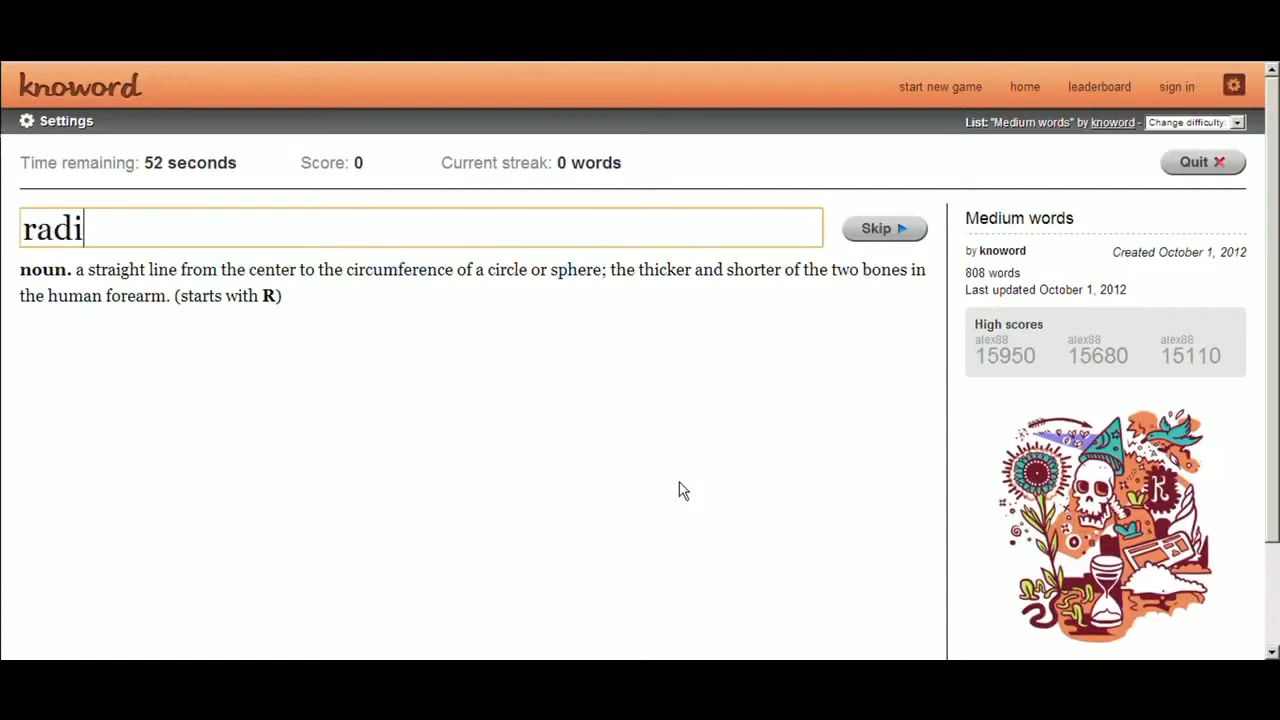 knoword
start new game home leaderboard sign in
Settings
List: "Medium words" by knoword - Change difficulty:
Time remaining: 52 seconds Score: 0 Current streak: 0 words
Quit
radi
Skip
noun. a straight line from the center to the circumference of a circle or sphere; the thicker and shorter of the two bones in
the human forearm. (starts with R)
Medium words
by knoword Created October 1, 2012
808 words
Last updated October 1, 2012
High scores
alex88 alex88 alex88
15950 15680 15110
K